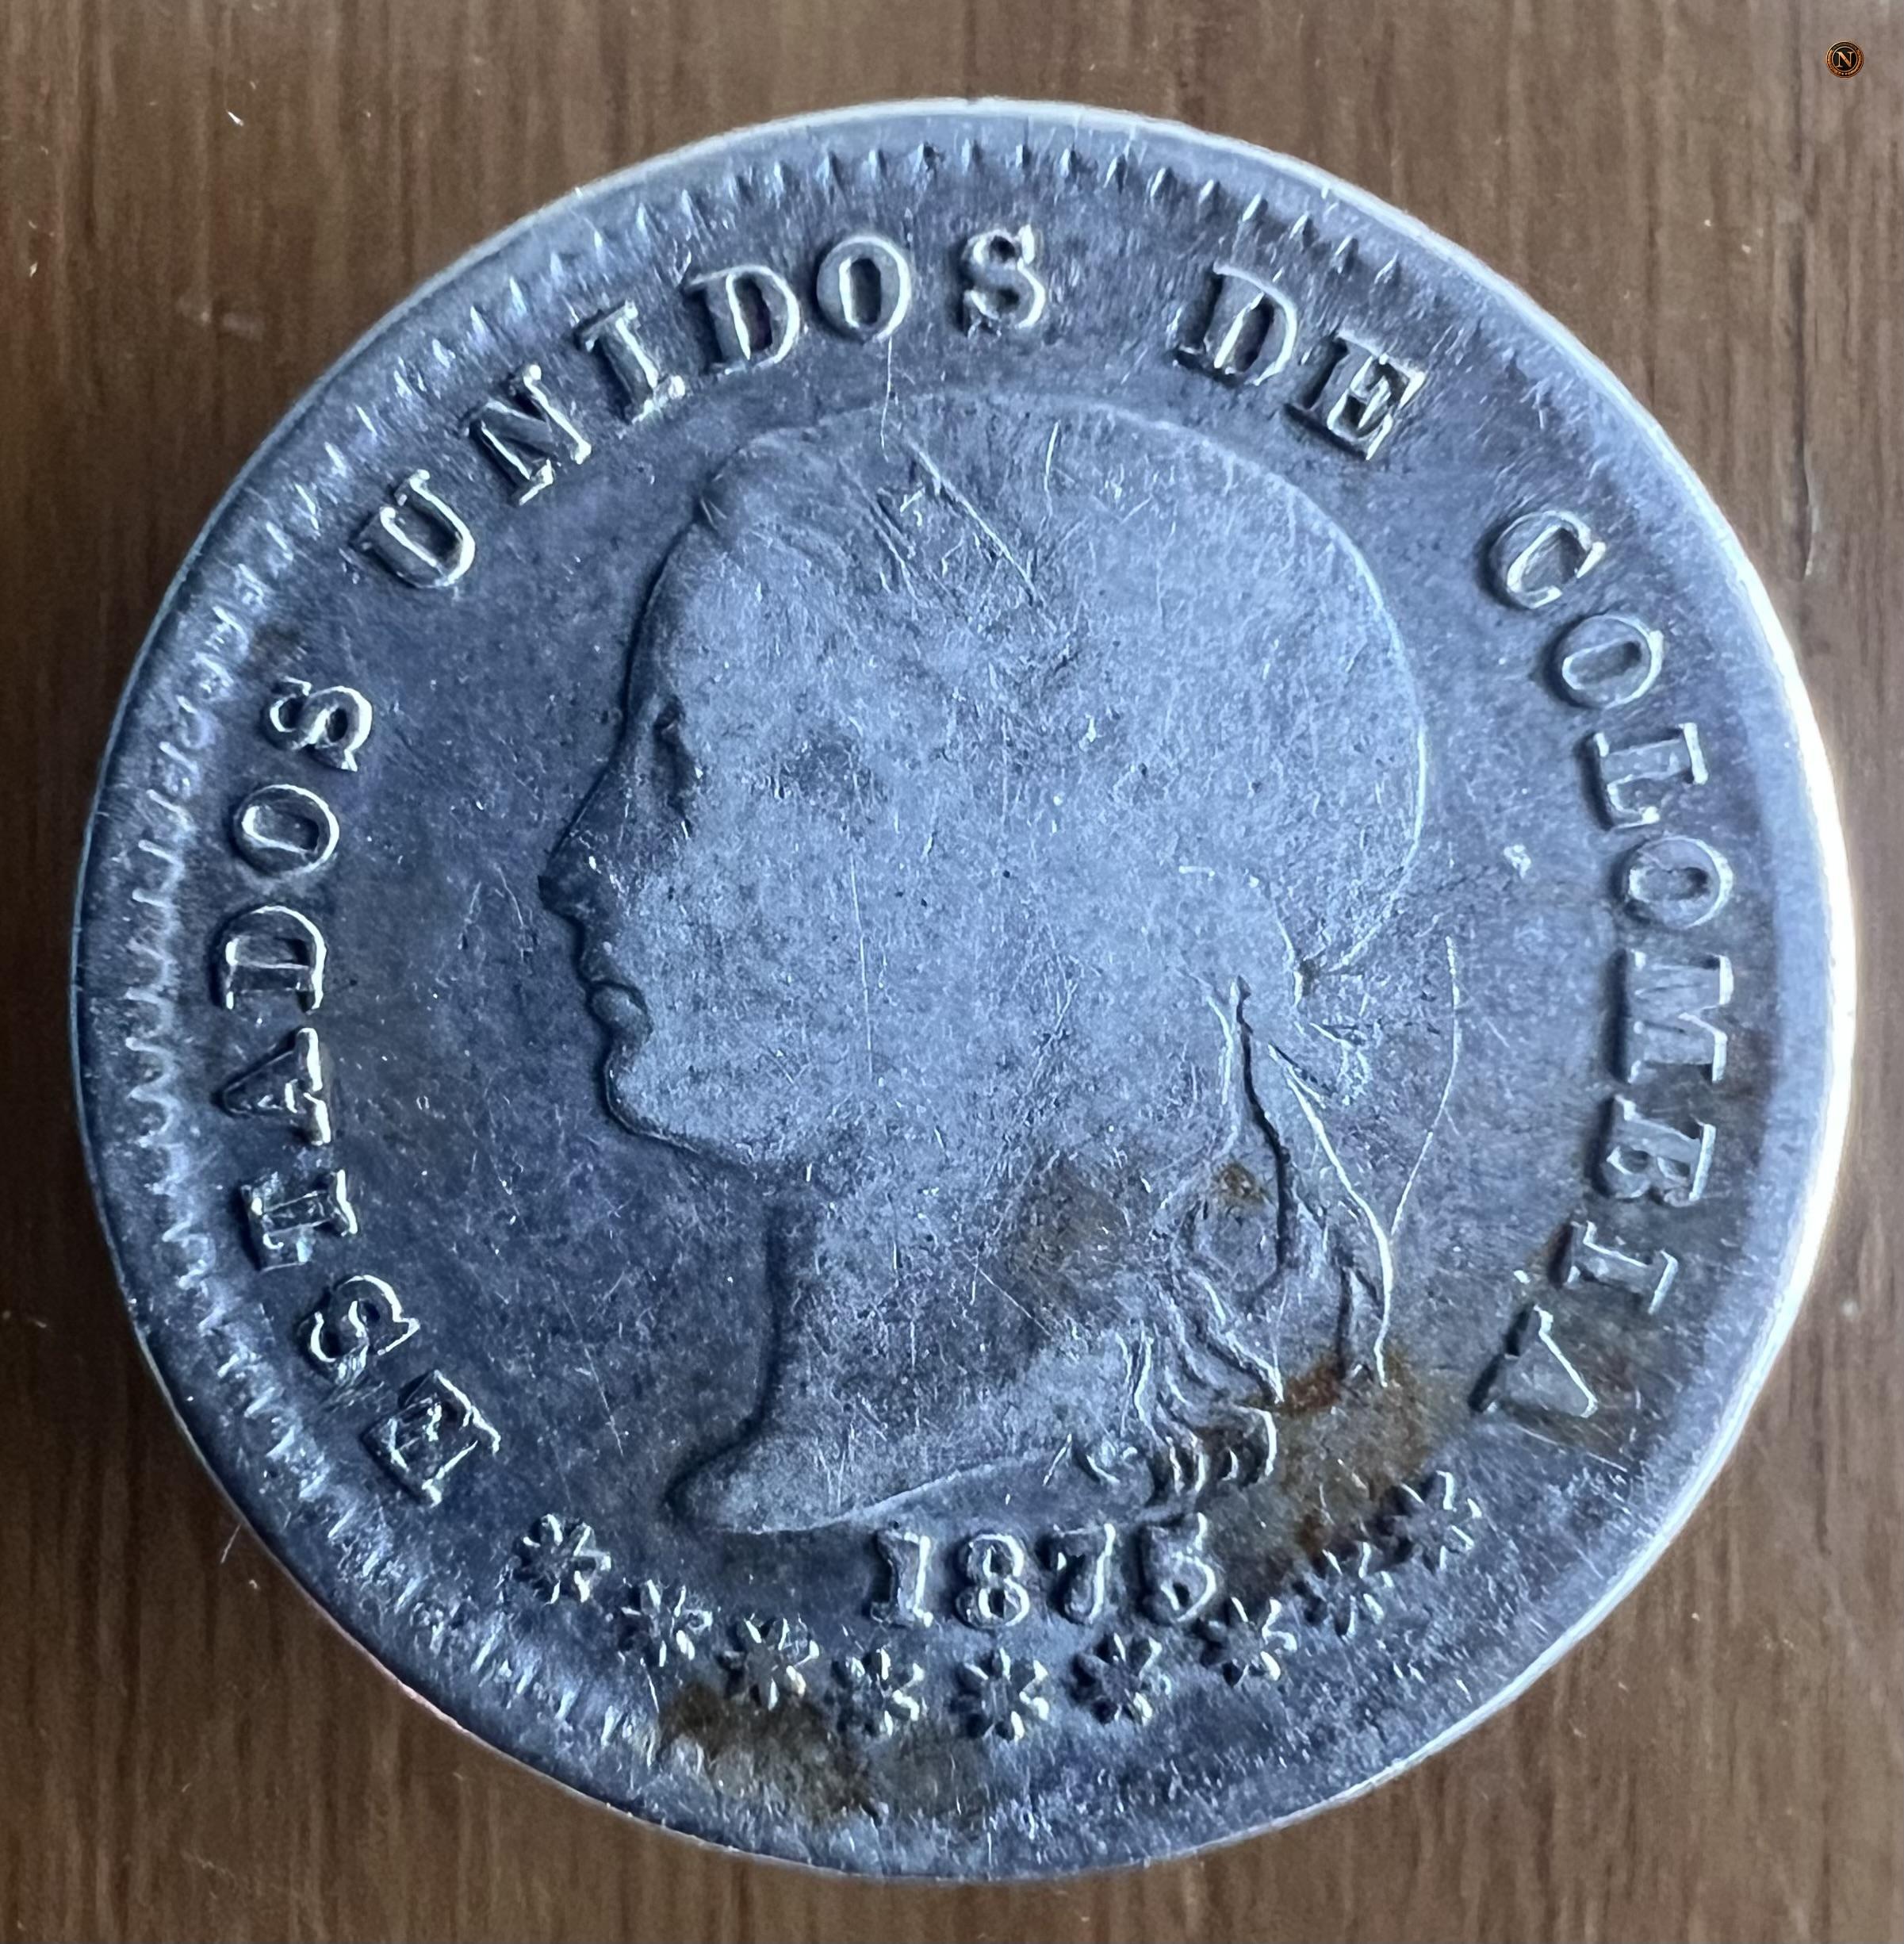 ESTADOS UNIDOS DE COLOMBIA
1875
N